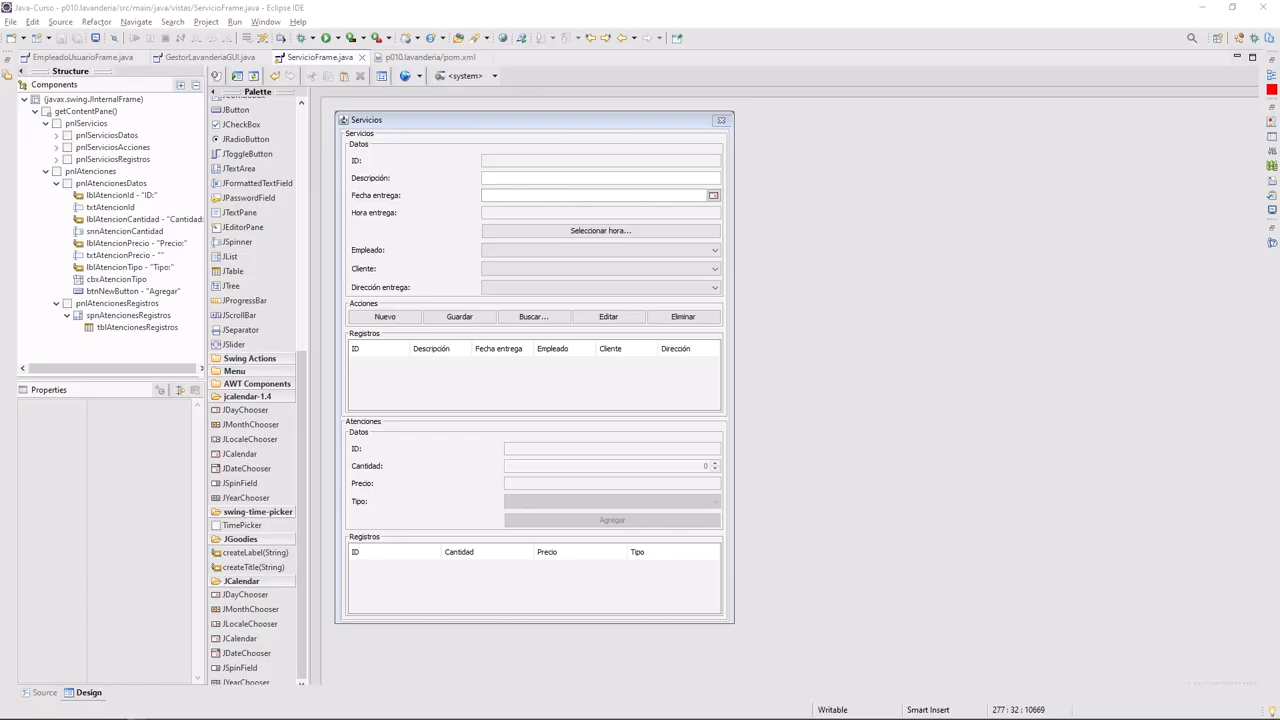 Java-Curso - p010.lavanderia/src/main/java/vistas/ServicioFrame.java - Eclipse IDE
File Edit Source Refactor Navigate Search Project Run Window Help
EmpleadoUsuarioFrame.java GestorLavanderiaGUI.java ServicioFrame.java p010.lavanderia/pom.xml
Structure
Components
(javax.swing.JInternalFrame)
getContentPane()
pnlServicios
pnlServiciosDatos
pnlServiciosAcciones
pnlServiciosRegistros
pnlAtenciones
pnlAtencionesDatos
lblAtencionId - "ID:"
txtAtencionId
lblAtencionCantidad - "Cantidad:
snnAtencionCantidad
lblAtencionPrecio - "Precio:"
txtAtencionPrecio - ""
lblAtencionTipo - "Tipo:"
cbxAtencionTipo
btnNewButton - "Agregar"
pnlAtencionesRegistros
spnAtencionesRegistros
tblAtencionesRegistros
Properties
Source Design
<system>
Palette
JButton
JCheckBox
JRadioButton
JToggleButton
JTextArea
JFormattedTextField
JPasswordField
JTextPane
JEditorPane
JSpinner
JList
JTable
JTree
JProgressBar
JScrollBar
JSeparator
JSlider
Swing Actions
Menu
AWT Components
jcalendar-1.4
JDayChooser
JMonthChooser
JLocaleChooser
JCalendar
JDateChooser
JSpinField
JYearChooser
swing-time-picker
TimePicker
JGoodies
createLabel(String)
createTitle(String)
JCalendar
JDayChooser
JMonthChooser
JLocaleChooser
JCalendar
JDateChooser
JSpinField
JYearChooser
Servicios
Servicios
Datos
ID:
Descripción:
Fecha entrega:
Hora entrega:
Seleccionar hora...
Empleado:
Cliente:
Dirección entrega:
Acciones
Nuevo Guardar Buscar... Editar Eliminar
Registros
ID Descripción Fecha entrega Empleado Cliente Dirección
Atenciones
Datos
ID:
Cantidad: 0
Precio:
Tipo:
Agregar
Registros
ID Cantidad Precio Tipo
Writable Smart Insert 277 : 32 : 10669